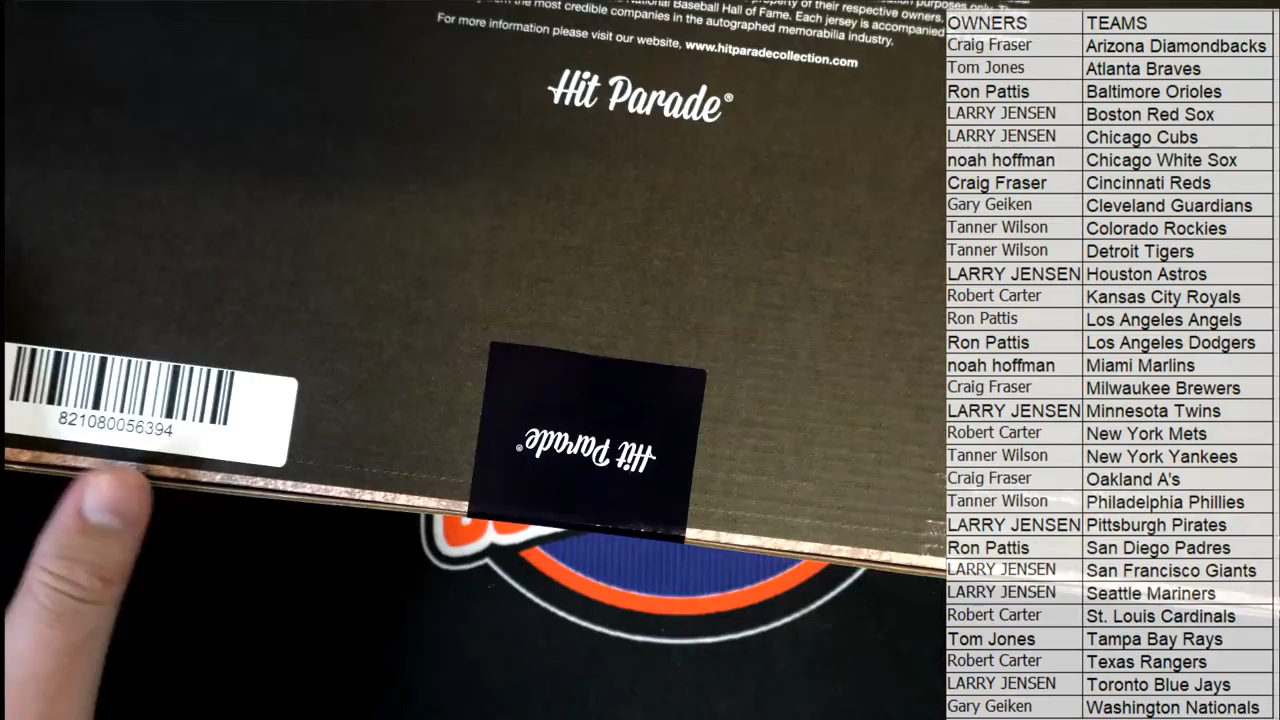 purposes only. T
National Baseball Hall of Fame. Each jersey is accompanied
property of their respective owners,
the most credible companies in the autographed memorabilia industry.
For more information please visit our website, www.hitparadecollection.com
Hit Parade®
821080056394
Hit Parade®
OWNERS TEAMS
Craig Fraser Arizona Diamondbacks
Tom Jones Atlanta Braves
Ron Pattis Baltimore Orioles
LARRY JENSEN Boston Red Sox
LARRY JENSEN Chicago Cubs
noah hoffman Chicago White Sox
Craig Fraser Cincinnati Reds
Gary Geiken Cleveland Guardians
Tanner Wilson Colorado Rockies
Tanner Wilson Detroit Tigers
LARRY JENSEN Houston Astros
Robert Carter Kansas City Royals
Ron Pattis Los Angeles Angels
Ron Pattis Los Angeles Dodgers
noah hoffman Miami Marlins
Craig Fraser Milwaukee Brewers
LARRY JENSEN Minnesota Twins
Robert Carter New York Mets
Tanner Wilson New York Yankees
Craig Fraser Oakland A's
Tanner Wilson Philadelphia Phillies
LARRY JENSEN Pittsburgh Pirates
Ron Pattis San Diego Padres
LARRY JENSEN San Francisco Giants
LARRY JENSEN Seattle Mariners
Robert Carter St. Louis Cardinals
Tom Jones Tampa Bay Rays
Robert Carter Texas Rangers
LARRY JENSEN Toronto Blue Jays
Gary Geiken Washington Nationals